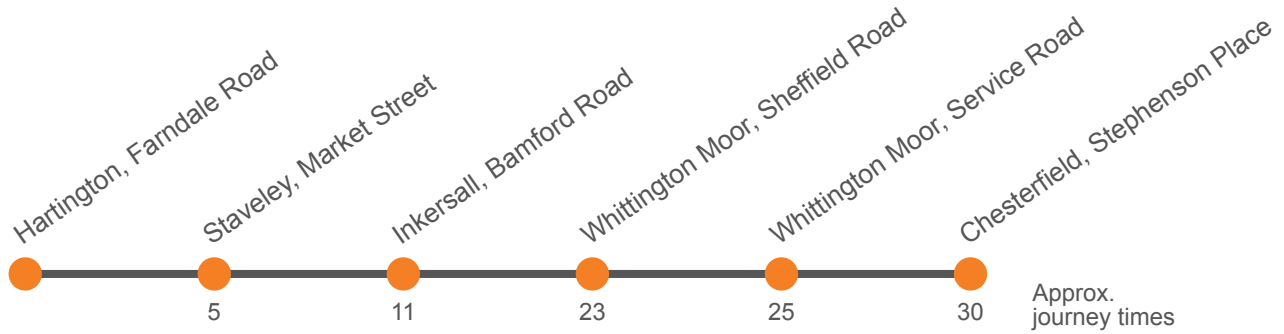 Hartington, Farndale Road
Staveley, Market Street
Inkersall, Bamford Road
Whittington Moor, Sheffield Road
Whittington Moor, Service Road
Chesterfield, Stephenson Place
5
11
23
25
30
Approx.
journey times